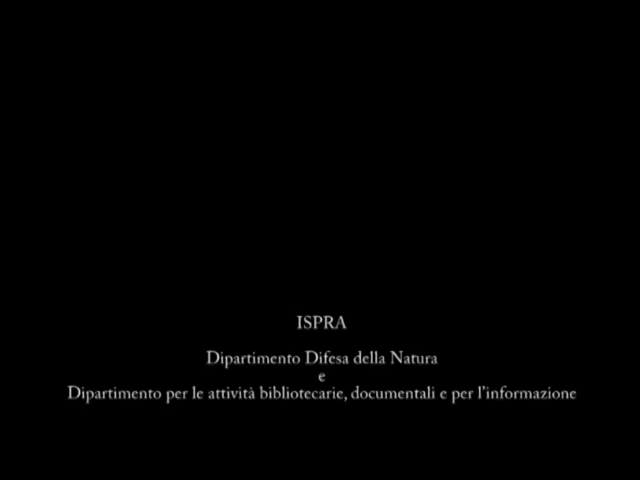 ISPRA
Dipartimento Difesa della Natura
e
Dipartimento per le attività bibliotecarie, documentali e per l'informazione